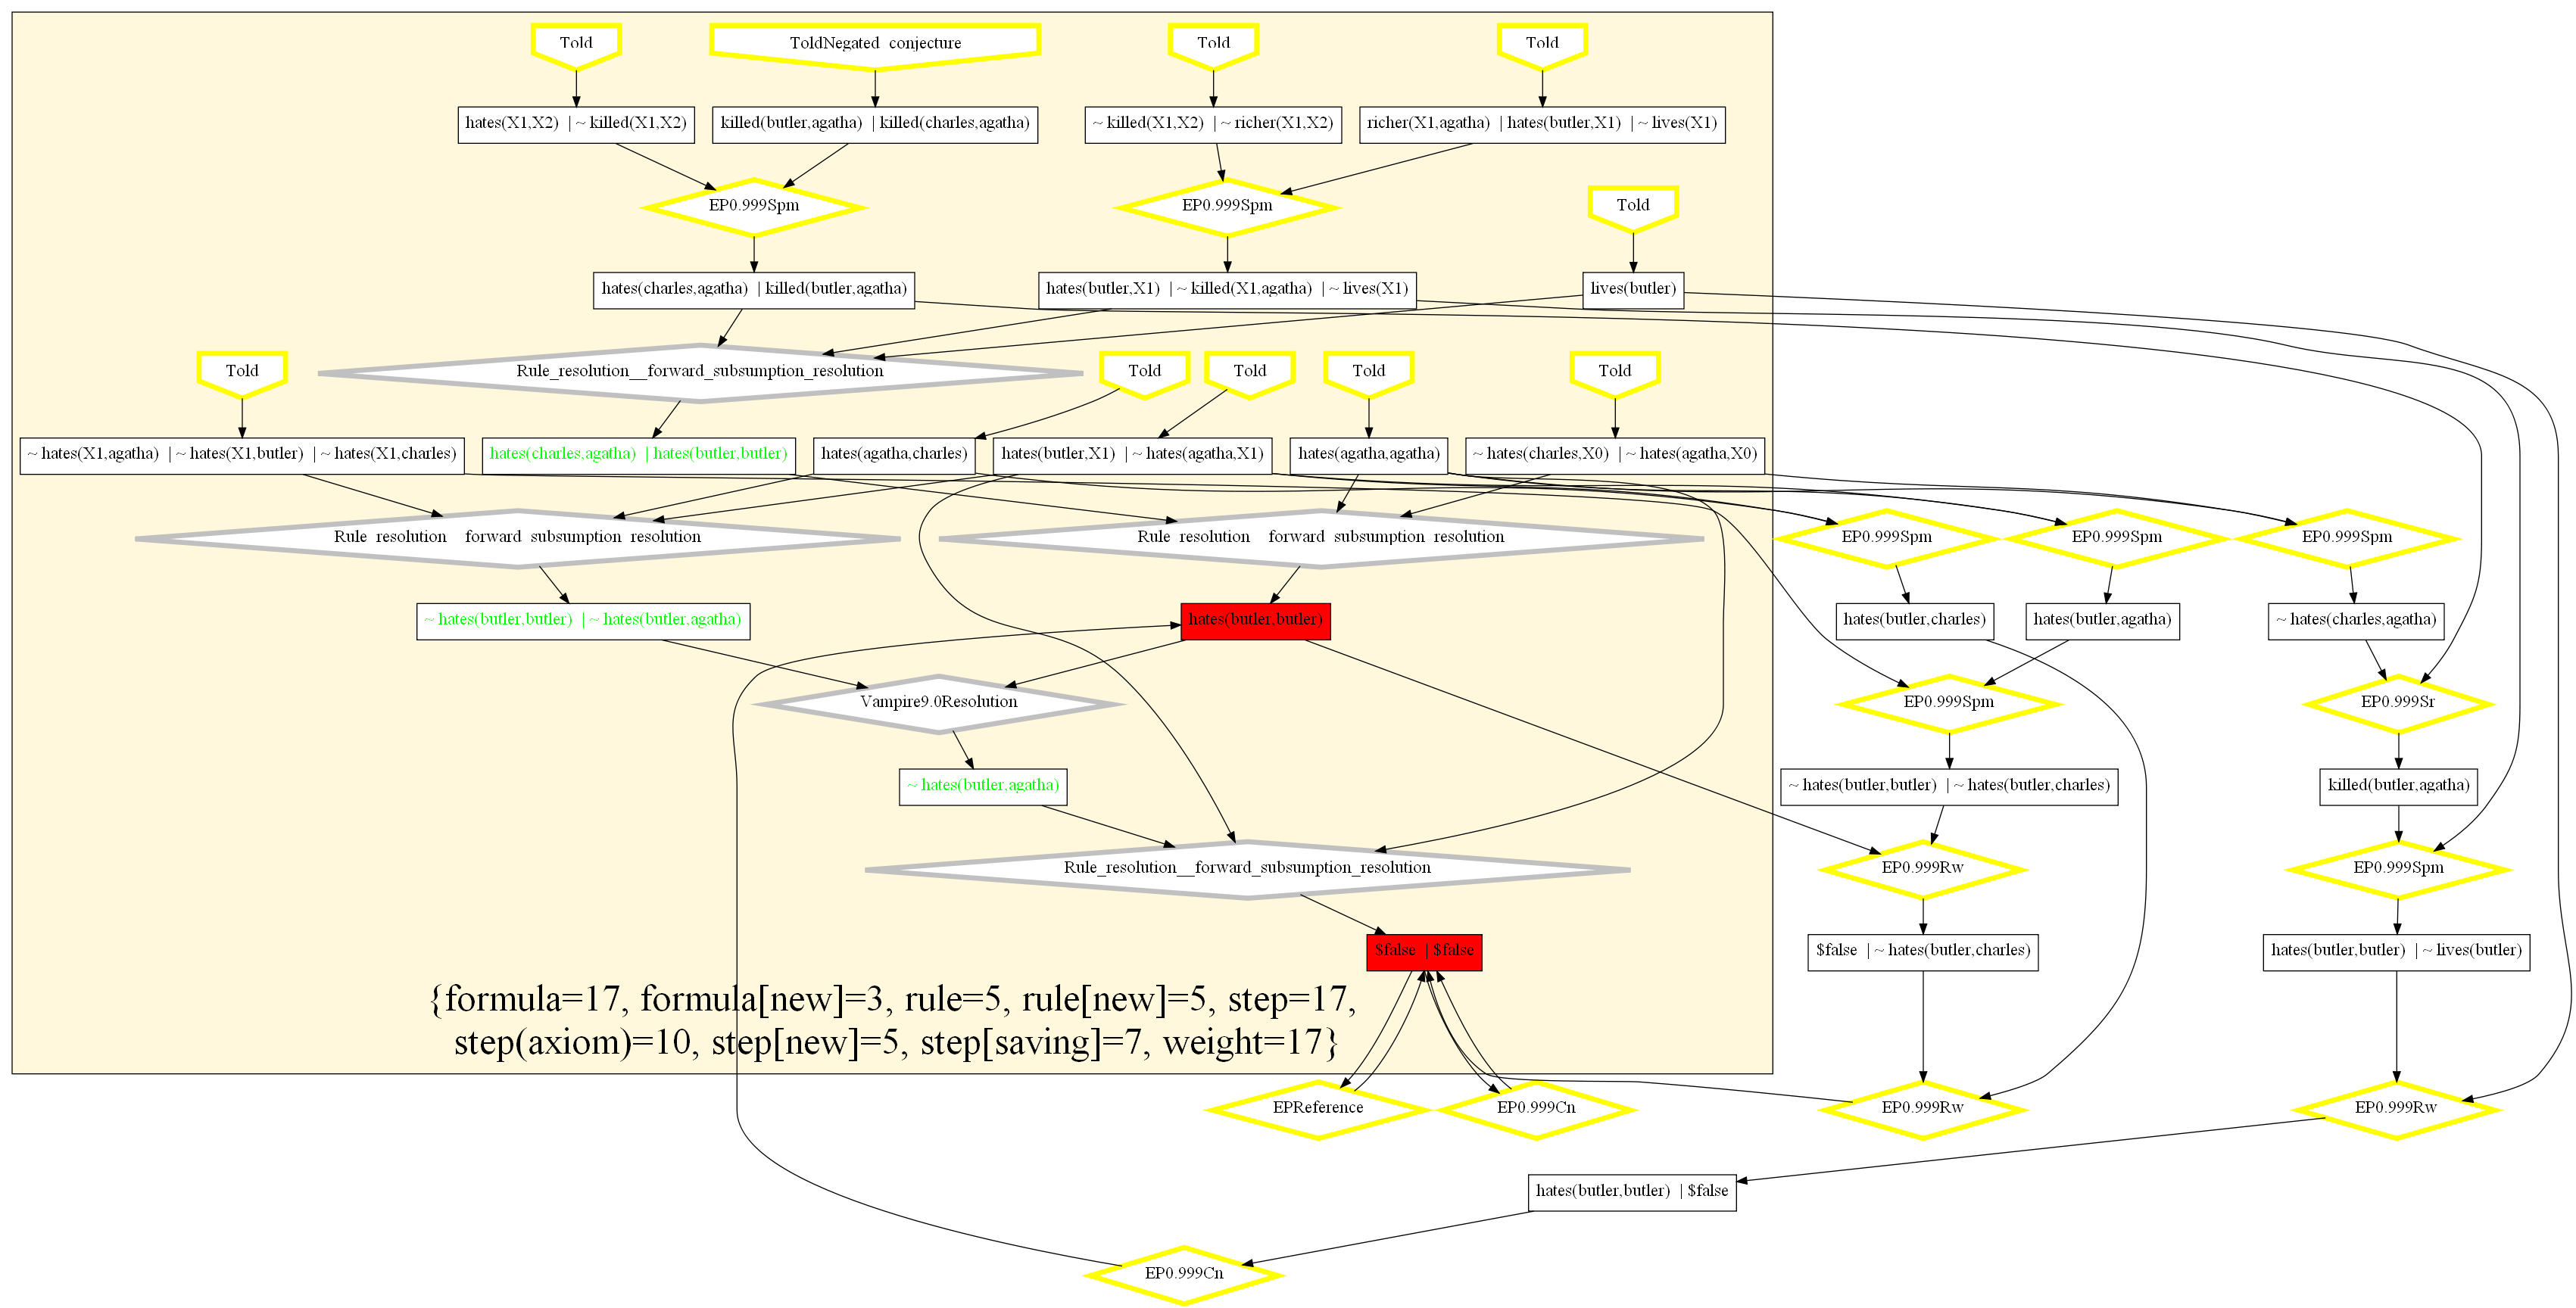 Told
ToldNegated conjecture
Told
Told
hates(X1,X2) | ~ killed(X1,X2)
killed(butler,agatha) | killed(charles,agatha)
~ killed(X1,X2) | ~ richer(X1,X2)
richer(X1,agatha) | hates(butler,X1) | ~ lives(X1)
EP0.999Spm
EP0.999Spm
Told
hates(charles,agatha) | killed(butler,agatha)
hates(butler,X1) | ~ killed(X1,agatha) | ~ lives(X1)
lives(butler)
Told
Rule_resolution__forward_subsumption_resolution
Told
Told
Told
Told
~ hates(X1,agatha) | ~ hates(X1,butler) | ~ hates(X1,charles)
hates(charles,agatha) | hates(butler,butler)
hates(agatha,charles)
hates(butler,X1) | ~ hates(agatha,X1)
hates(agatha,agatha)
~ hates(charles,X0) | ~ hates(agatha,X0)
Rule resolution forward subsumption resolution
Rule resolution forward subsumption resolution
EP0.999Spm
EP0.999Spm
EP0.999Spm
~ hates(butler,butler) | ~ hates(butler,agatha)
hates(butler,butler)
hates(butler,charles)
hates(butler,agatha)
~ hates(charles,agatha)
Vampire9.0Resolution
EP0.999Spm
EP0.999Sr
~ hates(butler,agatha)
~ hates(butler,butler) | ~ hates(butler,charles)
killed(butler,agatha)
Rule_resolution__forward_subsumption_resolution
EP0.999Rw
EP0.999Spm
$false | $false
$false | ~ hates(butler,charles)
hates(butler,butler) | ~ lives(butler)
{formula=17, formula[new]=3, rule=5, rule[new]=5, step=17,
step(axiom)=10, step[new]=5, step[saving]=7, weight=17}
EPReference
EP0.999Cn
EP0.999Rw
EP0.999Rw
hates(butler,butler) | $false
EP0.999Cn